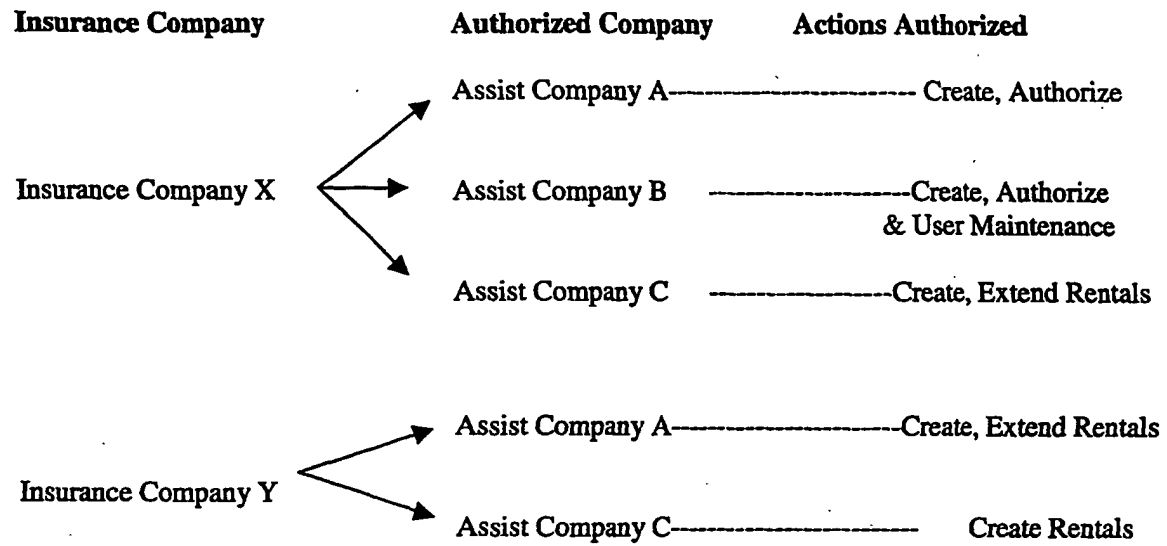 Insurance Company Authorized Company Actions Authorized
Assist Company A------------------------- Create, Authorize
Insurance Company X Assist Company B --------------------Create, Authorize
& User Maintenance
Assist Company C ------------------Create, Extend Rentals
Assist Company A-----------------------Create, Extend Rentals
Insurance Company Y
Assist Company C------------------------- Create Rentals